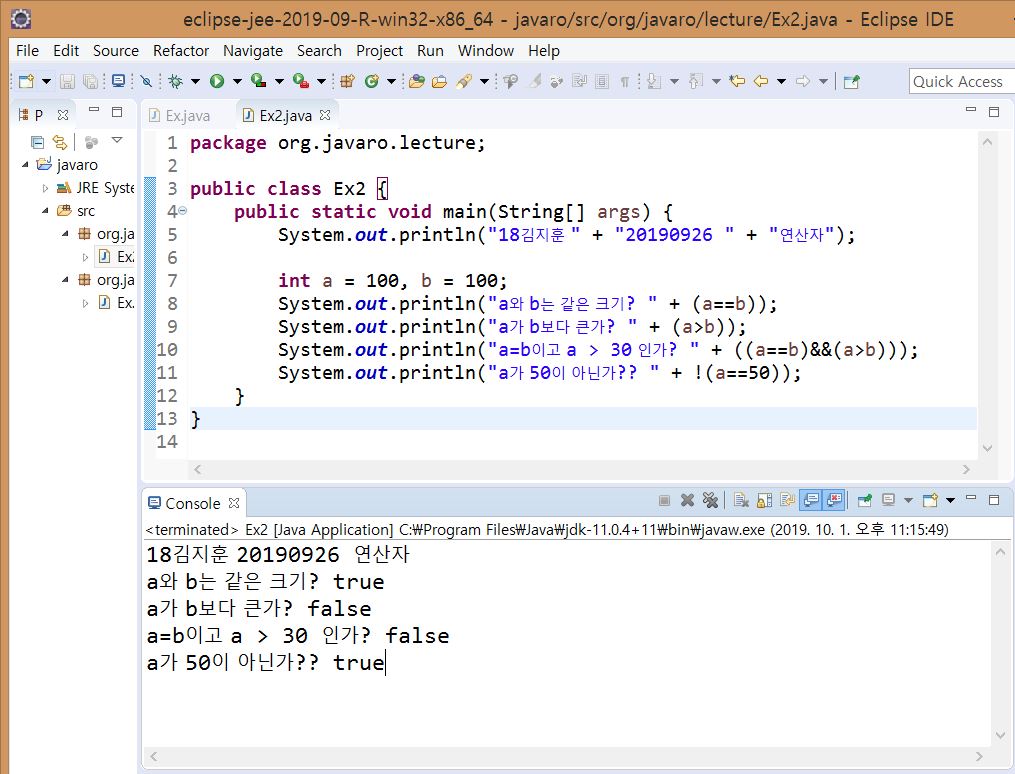 eclipse-jee-2019-09-R-win32-x86_64 - javaro/src/org/javaro/lecture/Ex2.java - Eclipse IDE
File Edit Source Refactor Navigate Search Project Run Window Help
Quick Access
P
Ex.java Ex2.java
javaro
JRE Syste
src
org.ja
Ex2
org.ja
Ex.
1 package org.javaro.lecture;
2
3 public class Ex2 {
4 public static void main(String[] args) {
5 System.out.println("18김지훈 " + "20190926 " + "연산자");
6
7 int a = 100, b = 100;
8 System.out.println("a와 b는 같은 크기? " + (a==b));
9 System.out.println("a가 b보다 큰가? " + (a>b));
10 System.out.println("a=b이고 a > 30 인가? " + ((a==b)&&(a>b)));
11 System.out.println("a가 50이 아닌가?? " + !(a==50));
12 }
13 }
14
Console
<terminated> Ex2 [Java Application] C:₩Program Files₩Java₩jdk-11.0.4+11₩bin₩javaw.exe (2019. 10. 1. 오후 11:15:49)
18김지훈 20190926 연산자
a와 b는 같은 크기? true
a가 b보다 큰가? false
a=b이고 a > 30 인가? false
a가 50이 아닌가?? true